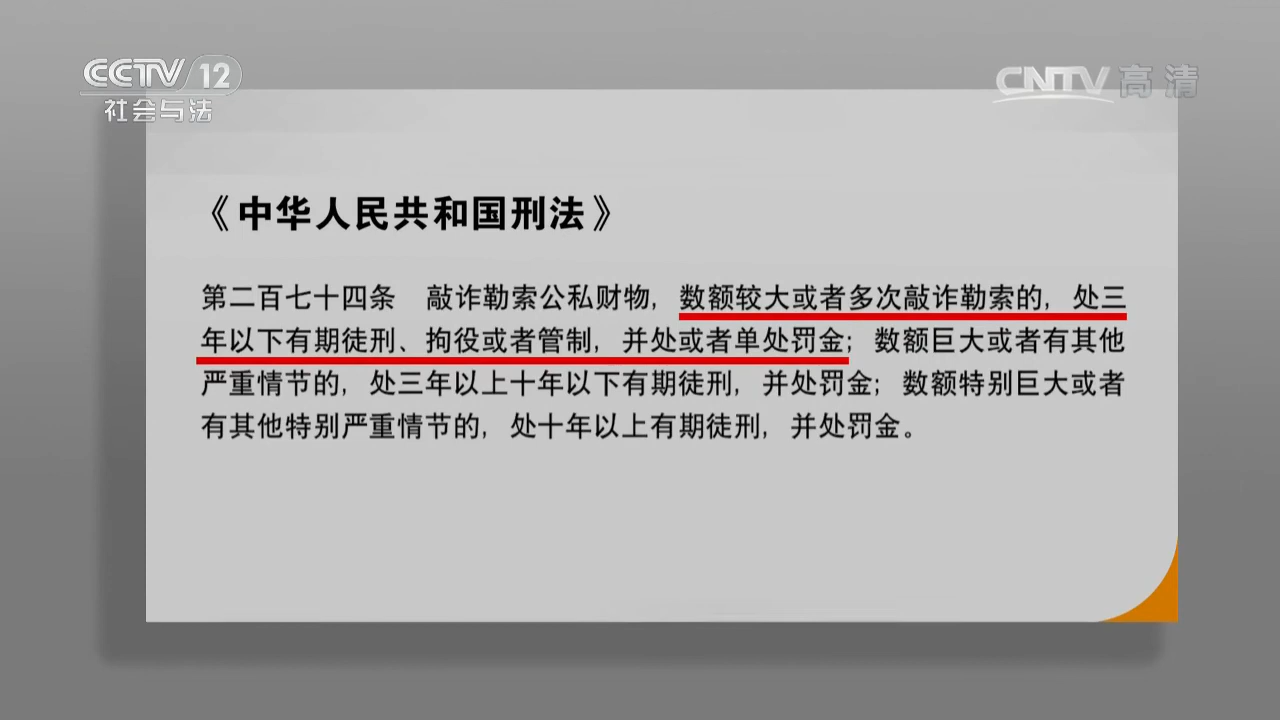 CCTV 12
社会与法
CNTV高清
《中华人民共和国刑法》
第二百七十四条　敲诈勒索公私财物，数额较大或者多次敲诈勒索的，处三
年以下有期徒刑、拘役或者管制，并处或者单处罚金；数额巨大或者有其他
严重情节的，处三年以上十年以下有期徒刑，并处罚金；数额特别巨大或者
有其他特别严重情节的，处十年以上有期徒刑，并处罚金。